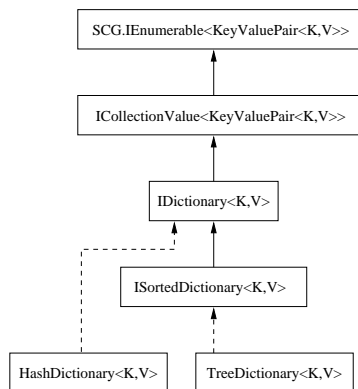 SCG.IEnumerable<KeyValuePair<K,V>>
ICollectionValue<KeyValuePair<K,V>>
IDictionary<K,V>
ISortedDictionary<K,V>
HashDictionary<K,V>
TreeDictionary<K,V>